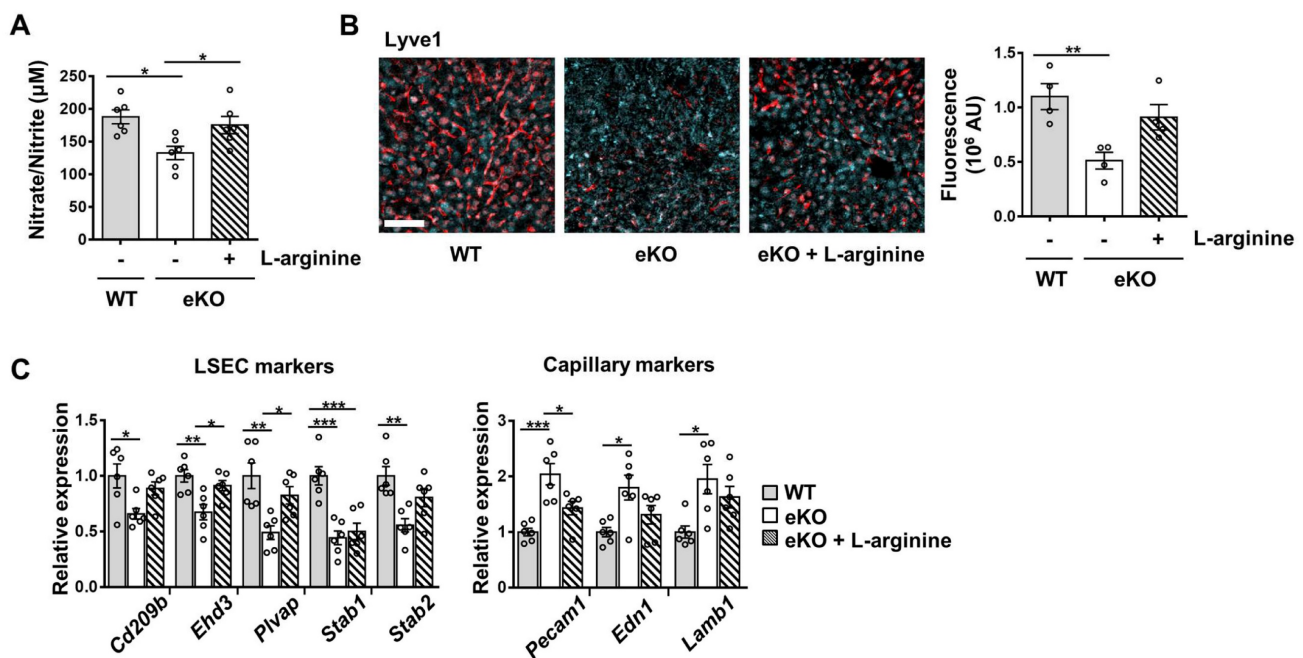 A
Nitrate/Nitrite (µM)
250
200
150
100
50
0
*
*
- - + L-arginine
WT eKO
B
Lyve1
WT eKO eKO + L-arginine
Fluorescence
(10⁶ AU)
1.5
1.0
0.5
0.0
**
- - + L-arginine
WT eKO
C
LSEC markers
Relative expression
1.5
1.0
0.5
0.0
* ** * ** * *** *** **
Cd209b Ehd3 Plvap Stab1 Stab2
Capillary markers
Relative expression
3
2
1
0
*** * * *
Pecam1 Edn1 Lamb1
WT
eKO
eKO + L-arginine